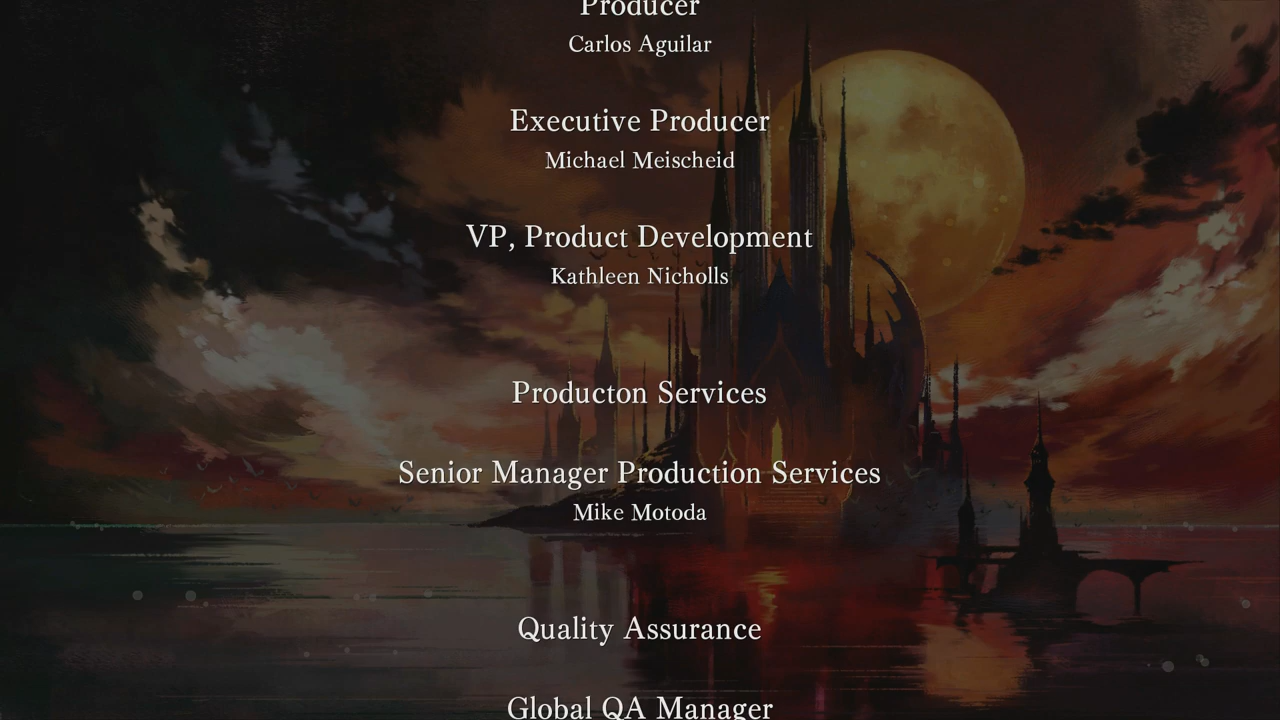 Producer
Carlos Aguilar
Executive Producer
Michael Meischeid
VP, Product Development
Kathleen Nicholls
Producton Services
Senior Manager Production Services
Mike Motoda
Quality Assurance
Global QA Manager